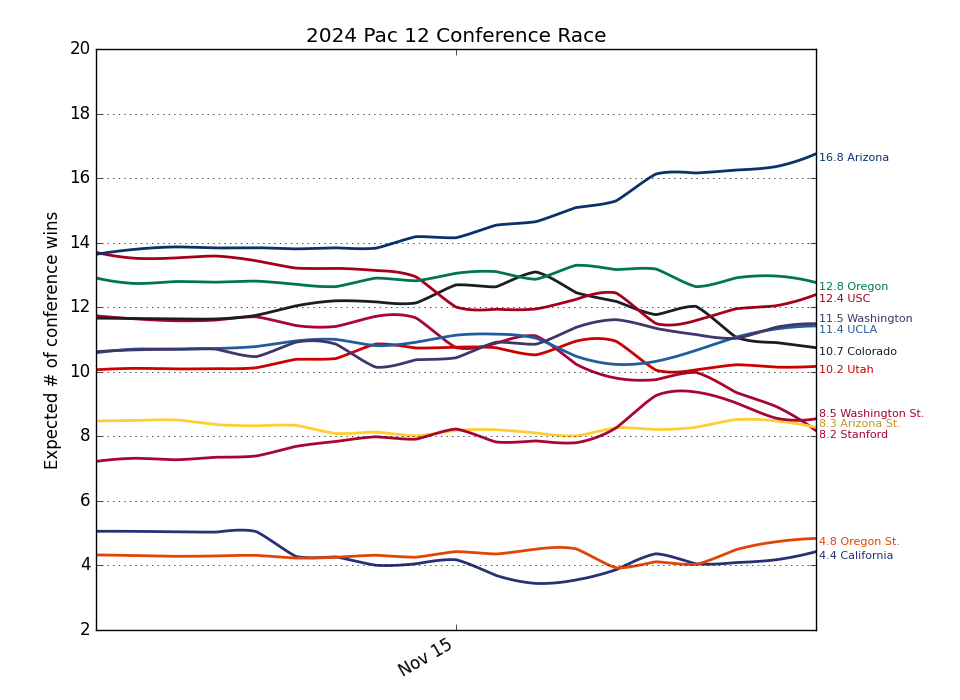 2024 Pac 12 Conference Race
Expected # of conference wins
20
18
16
14
12
10
8
6
4
2
Nov 15
16.8 Arizona
12.8 Oregon
12.4 USC
11.5 Washington
11.4 UCLA
10.7 Colorado
10.2 Utah
8.5 Washington St.
8.3 Arizona St.
8.2 Stanford
4.8 Oregon St.
4.4 California